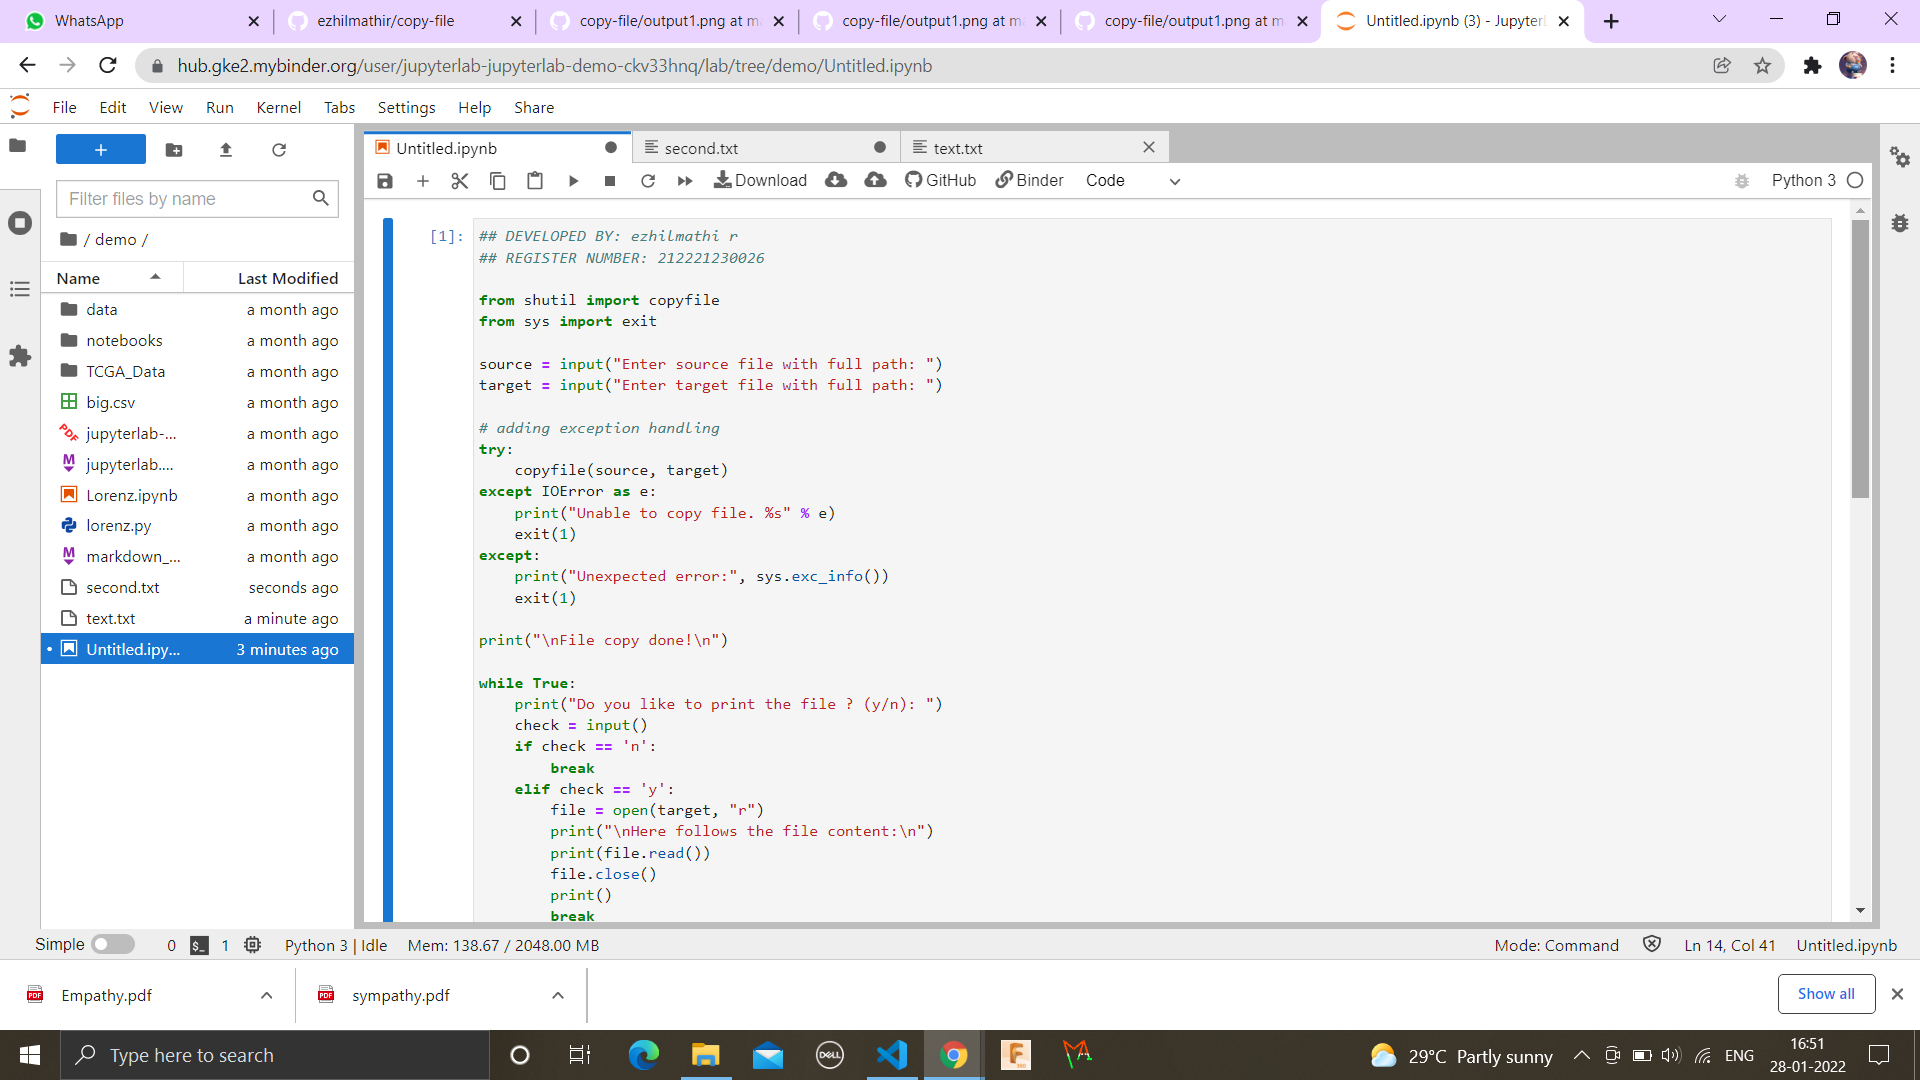 WhatsApp
ezhilmathir/copy-file
copy-file/output1.png at ma
copy-file/output1.png at ma
copy-file/output1.png at m
Untitled.ipynb (3) - Jupyter
hub.gke2.mybinder.org/user/jupyterlab-jupyterlab-demo-ckv33hnq/lab/tree/demo/Untitled.ipynb
File Edit View Run Kernel Tabs Settings Help Share
Untitled.ipynb
second.txt
text.txt
Download GitHub Binder Code Python 3
Filter files by name
/ demo /
Name Last Modified
data a month ago
notebooks a month ago
TCGA_Data a month ago
big.csv a month ago
jupyterlab-... a month ago
jupyterlab.... a month ago
Lorenz.ipynb a month ago
lorenz.py a month ago
markdown_... a month ago
second.txt seconds ago
text.txt a minute ago
Untitled.ipy... 3 minutes ago
[1]: ## DEVELOPED BY: ezhilmathi r
## REGISTER NUMBER: 212221230026
from shutil import copyfile
from sys import exit
source = input("Enter source file with full path: ")
target = input("Enter target file with full path: ")
# adding exception handling
try:
copyfile(source, target)
except IOError as e:
print("Unable to copy file. %s" % e)
exit(1)
except:
print("Unexpected error:", sys.exc_info())
exit(1)
print("\nFile copy done!\n")
while True:
print("Do you like to print the file ? (y/n): ")
check = input()
if check == 'n':
break
elif check == 'y':
file = open(target, "r")
print("\nHere follows the file content:\n")
print(file.read())
file.close()
print()
break
Simple 0 $_ 1 Python 3 | Idle Mem: 138.67 / 2048.00 MB Mode: Command Ln 14, Col 41 Untitled.ipynb
PDF Empathy.pdf PDF sympathy.pdf Show all
Type here to search
DELL
29°C Partly sunny
ENG
16:51
28-01-2022